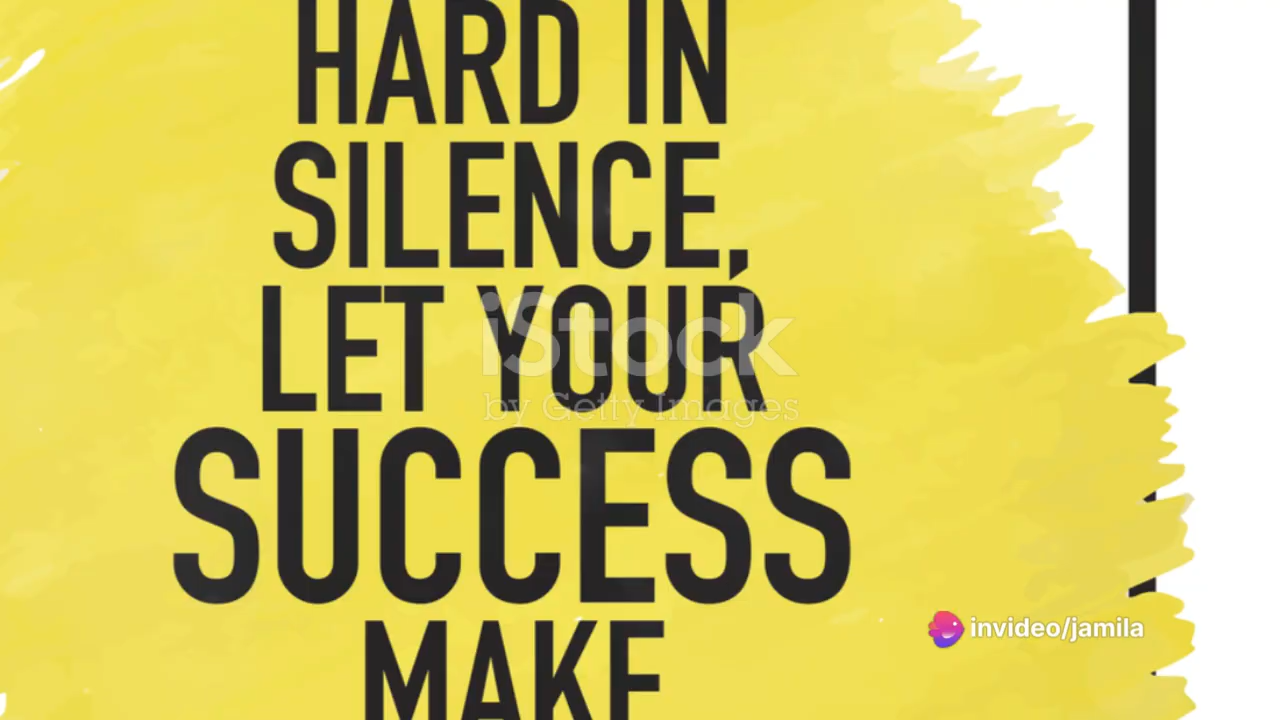 HARD IN
SILENCE,
LET YOUR
SUCCESS
MAKE
iStock
by Getty Images
invideo/jamila